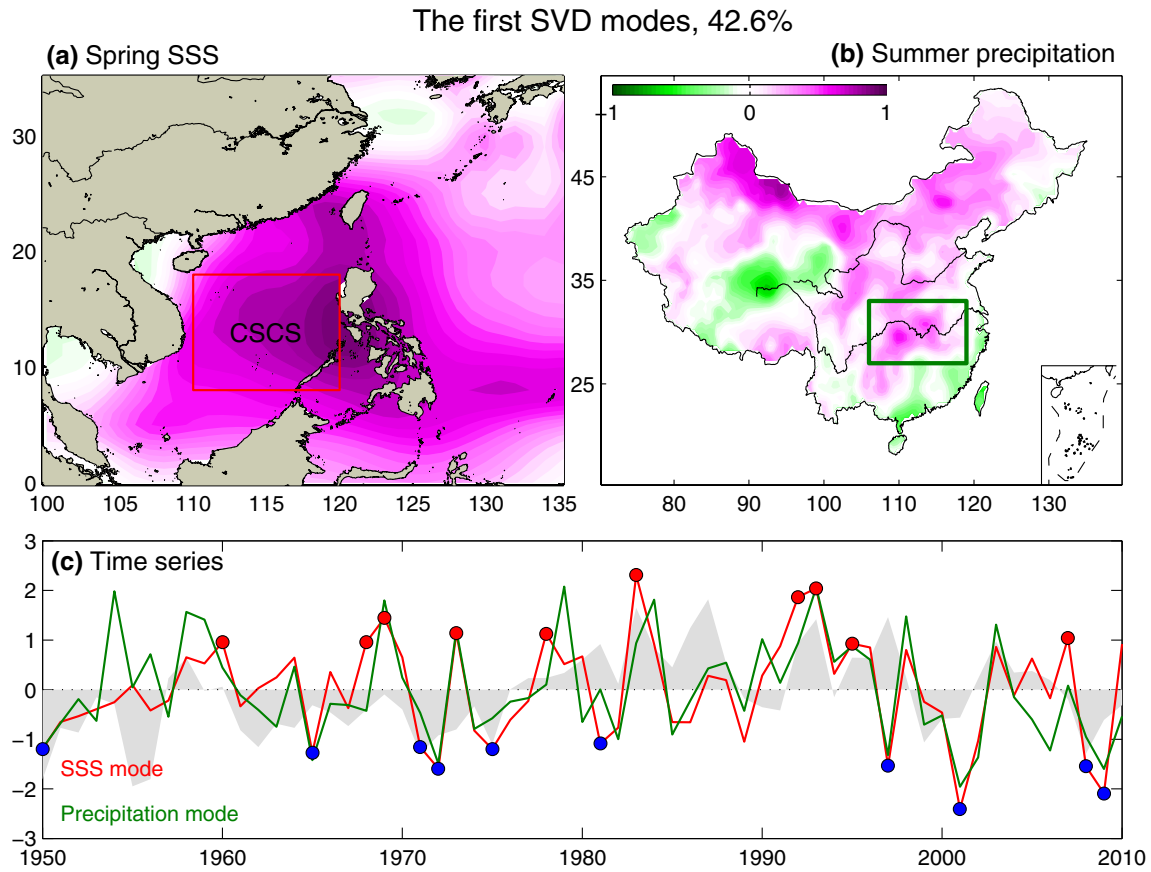 The first SVD modes, 42.6%
(a) Spring SSS
(b) Summer precipitation
−1 0 1
30
20
10
0
CSCS
100 105 110 115 120 125 130 135
45
35
25
80 90 100 110 120 130
(c) Time series
3
2
1
0
−1
−2
−3
SSS mode
Precipitation mode
1950 1960 1970 1980 1990 2000 2010